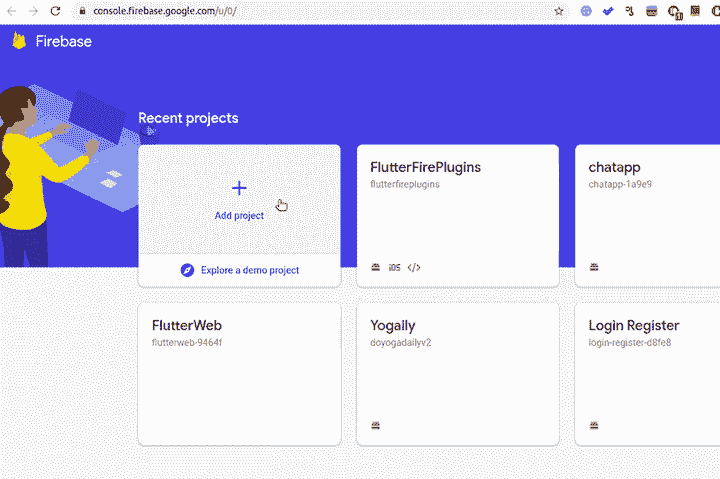 console.firebase.google.com/u/0/
Firebase
Recent projects
Add project
Explore a demo project
FlutterFirePlugins
flutterfireplugins
iOS </>
chatapp
chatapp-1a9e9
FlutterWeb
flutterweb-9464f
Yogaily
doyogadailyv2
Login Register
login-register-d8fe8